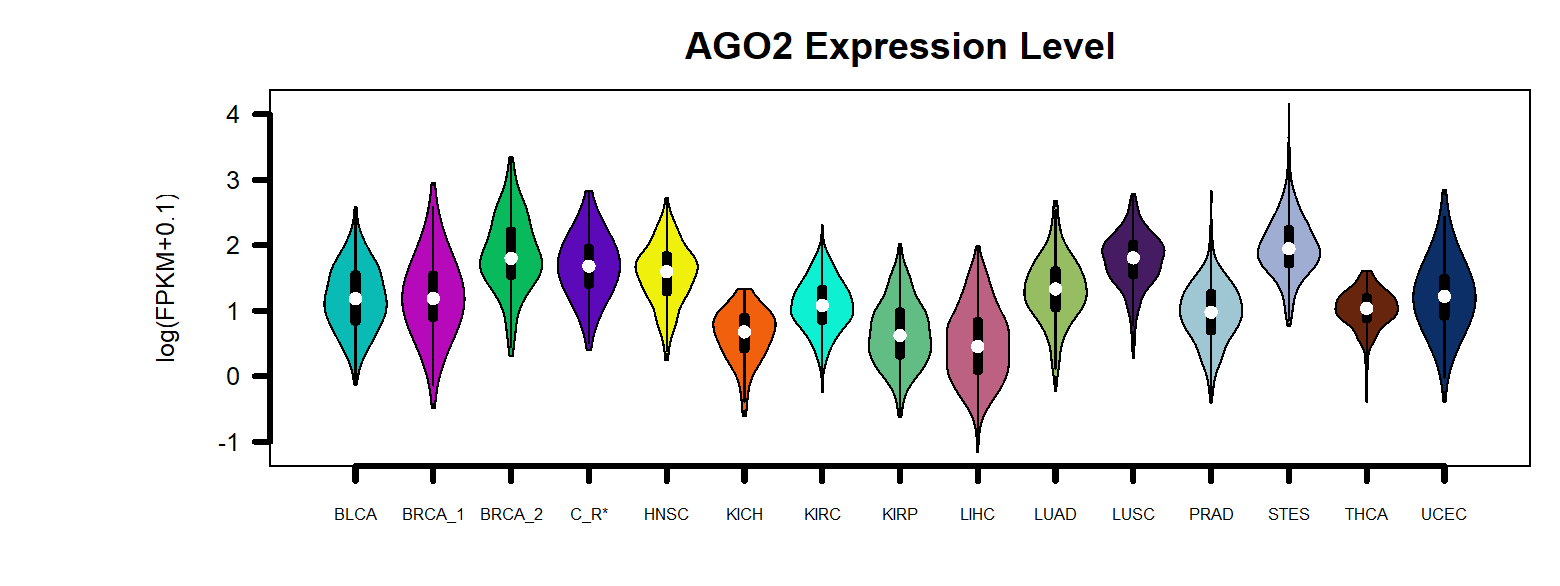 AGO2 Expression Level
log(FPKM+0.1)
4
3
2
1
0
-1
BLCA BRCA_1 BRCA_2 C_R* HNSC KICH KIRC KIRP LIHC LUAD LUSC PRAD STES THCA UCEC